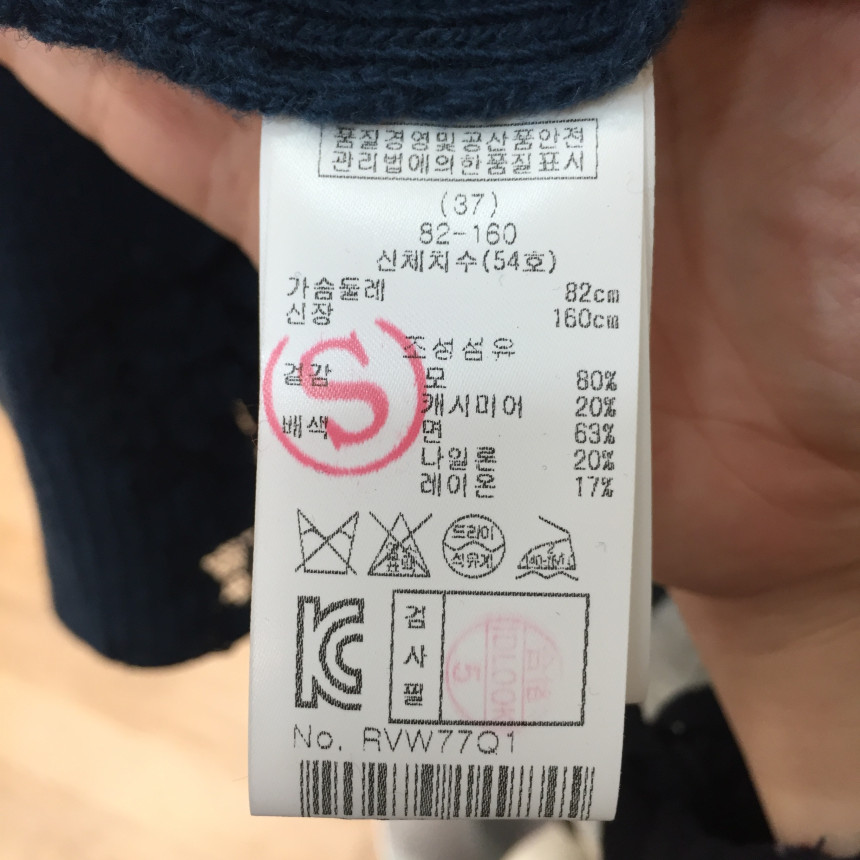 품질경영및공산품안전
관리법에의한품질표시
(37)
82-160
신체치수(54호)
가슴둘레 82cm
신장 160cm
조성섬유
겉감 모 80%
캐시미어 20%
배색 면 63%
나일론 20%
레이온 17%
S
드라이
석유계
검사필
5
No. RVW77Q1